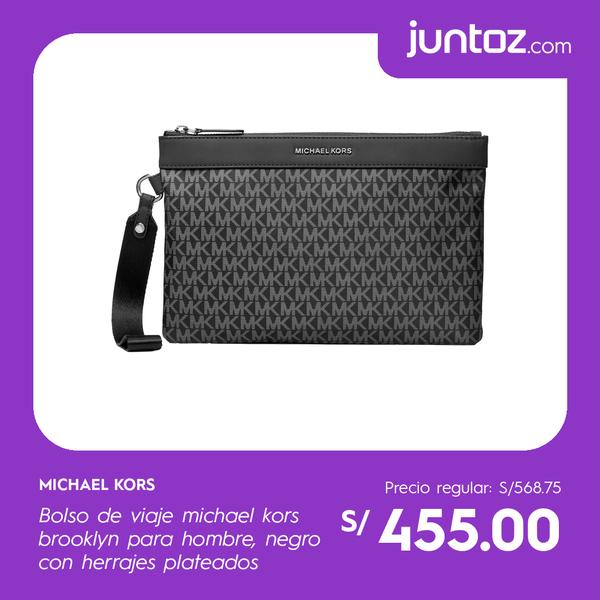 juntoz.com
MICHAEL KORS
MICHAEL KORS
Bolso de viaje michael kors
brooklyn para hombre, negro
con herrajes plateados
Precio regular: S/568.75
S/ 455.00